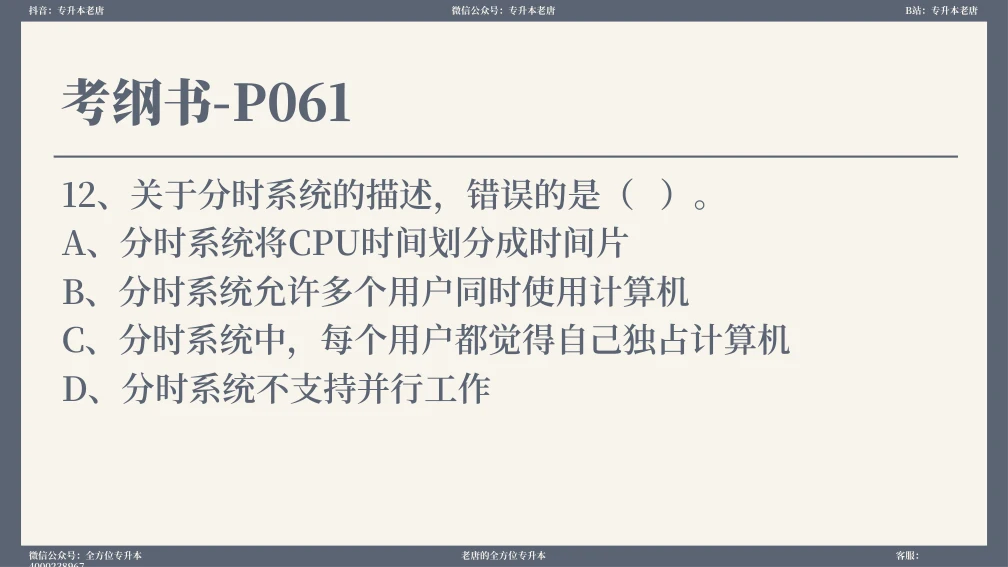 抖音：专升本老唐
微信公众号：专升本老唐
B站：专升本老唐
考纲书-P061
12、关于分时系统的描述，错误的是（  ）。
A、分时系统将CPU时间划分成时间片
B、分时系统允许多个用户同时使用计算机
C、分时系统中，每个用户都觉得自己独占计算机
D、分时系统不支持并行工作
微信公众号：全方位专升本
老唐的全方位专升本
客服：
4000238967